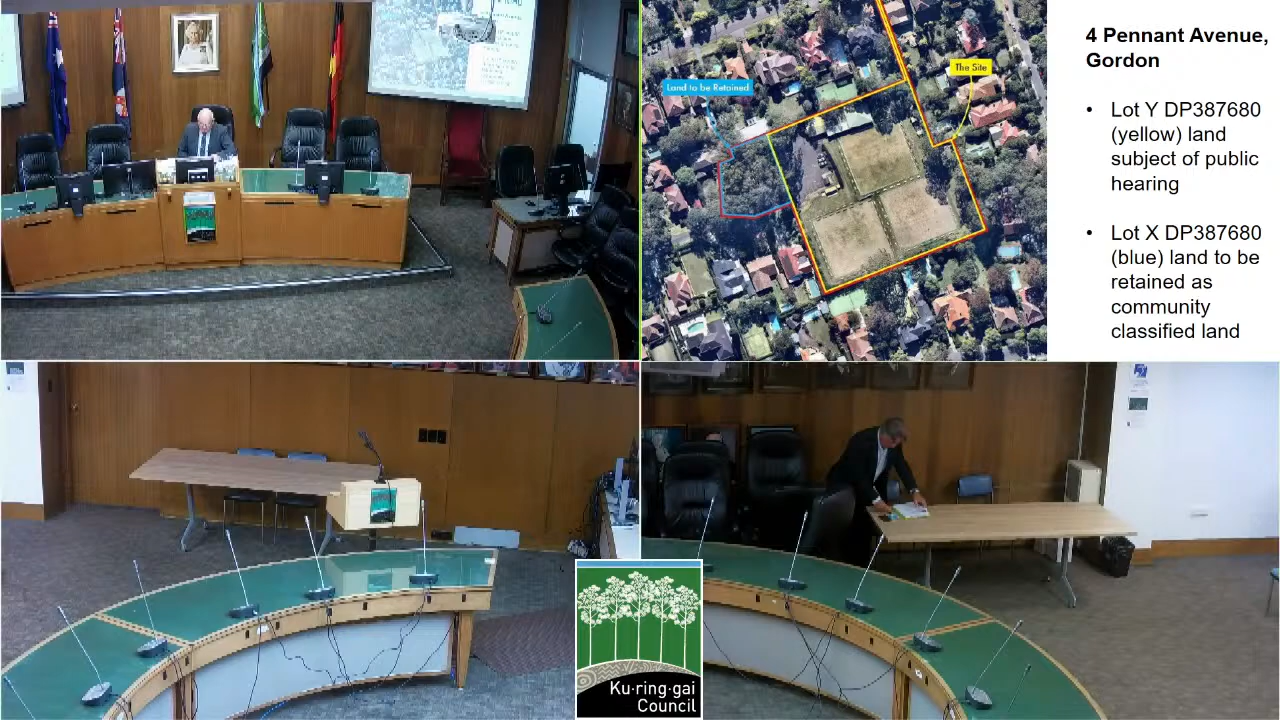 4 Pennant Avenue,
Gordon
The Site
Land to be Retained
• Lot Y DP387680
(yellow) land
subject of public
hearing
• Lot X DP387680
(blue) land to be
retained as
community
classified land
Ku·ring·gai
Council